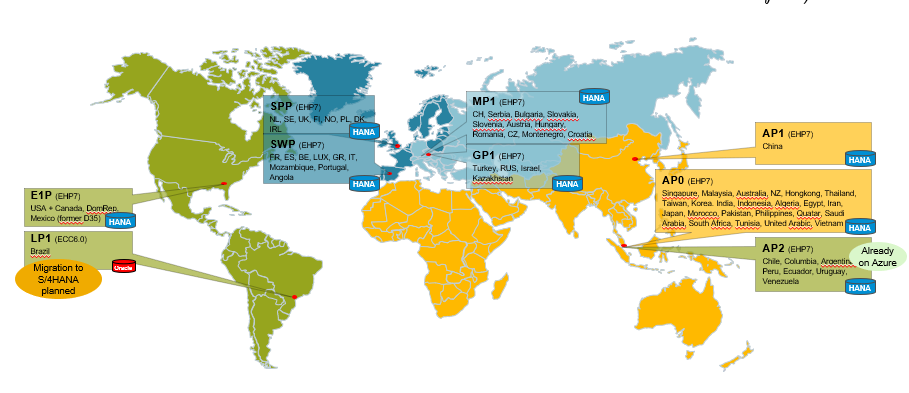 SPP (EHP7)
NL, SE, UK, FI, NO, PL, DK,
IRL
HANA
SWP (EHP7)
FR, ES, BE, LUX, GR, IT,
Mozambique, Portugal,
Angola
HANA
MP1 (EHP7)
HANA
CH, Serbia, Bulgaria, Slovakia,
Slovenia, Austria, Hungary,
Romania, CZ, Montenegro, Croatia
GP1 (EHP7)
Turkey, RUS, Israel,
Kazakhstan
HANA
AP1 (EHP7)
China
HANA
AP0 (EHP7)
Singapure, Malaysia, Australia, NZ, Hongkong, Thailand,
Taiwan, Korea. India, Indonesia, Algeria, Egypt, Iran,
Japan, Morocco, Pakistan, Philippines, Quatar, Saudi
Arabia, South Africa, Tunisia, United Arabic, Vietnam
HANA
AP2 (EHP7)
Chile, Columbia, Argentina,
Peru, Ecuador, Uruguay,
Venezuela
HANA
Already
on Azure
E1P (EHP7)
USA + Canada, DomRep,
Mexico (former D35)
HANA
LP1 (ECC6.0)
Brazil
Oracle
Migration to
S/4HANA
planned